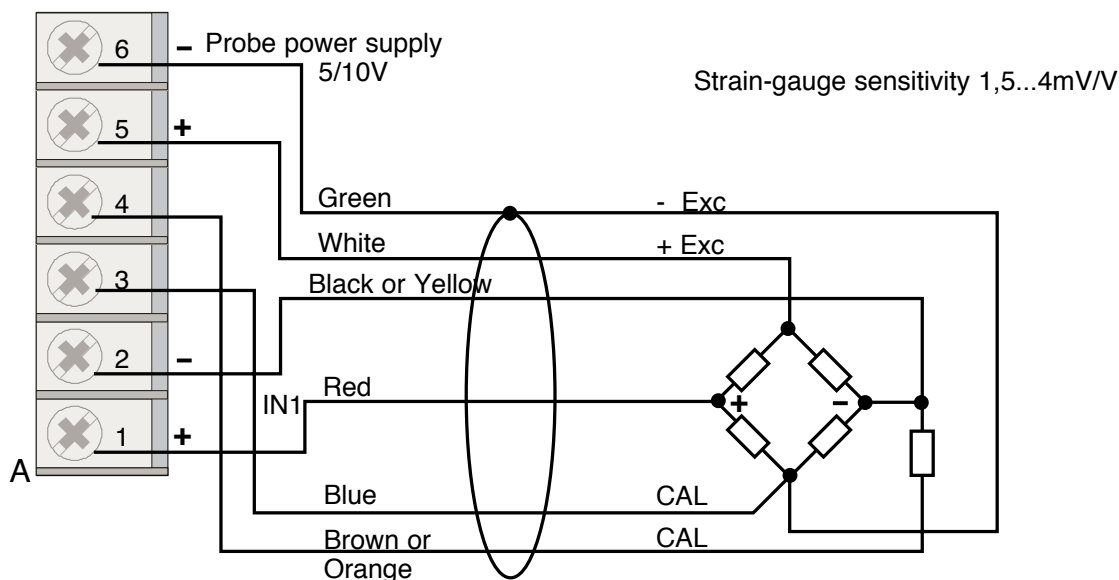 6
– Probe power supply
5/10V
Strain-gauge sensitivity 1,5...4mV/V
5
+
4
Green
- Exc
White
+ Exc
3
Black or Yellow
2
–
Red
IN1
+
–
1
+
A
Blue
CAL
Brown or
Orange
CAL